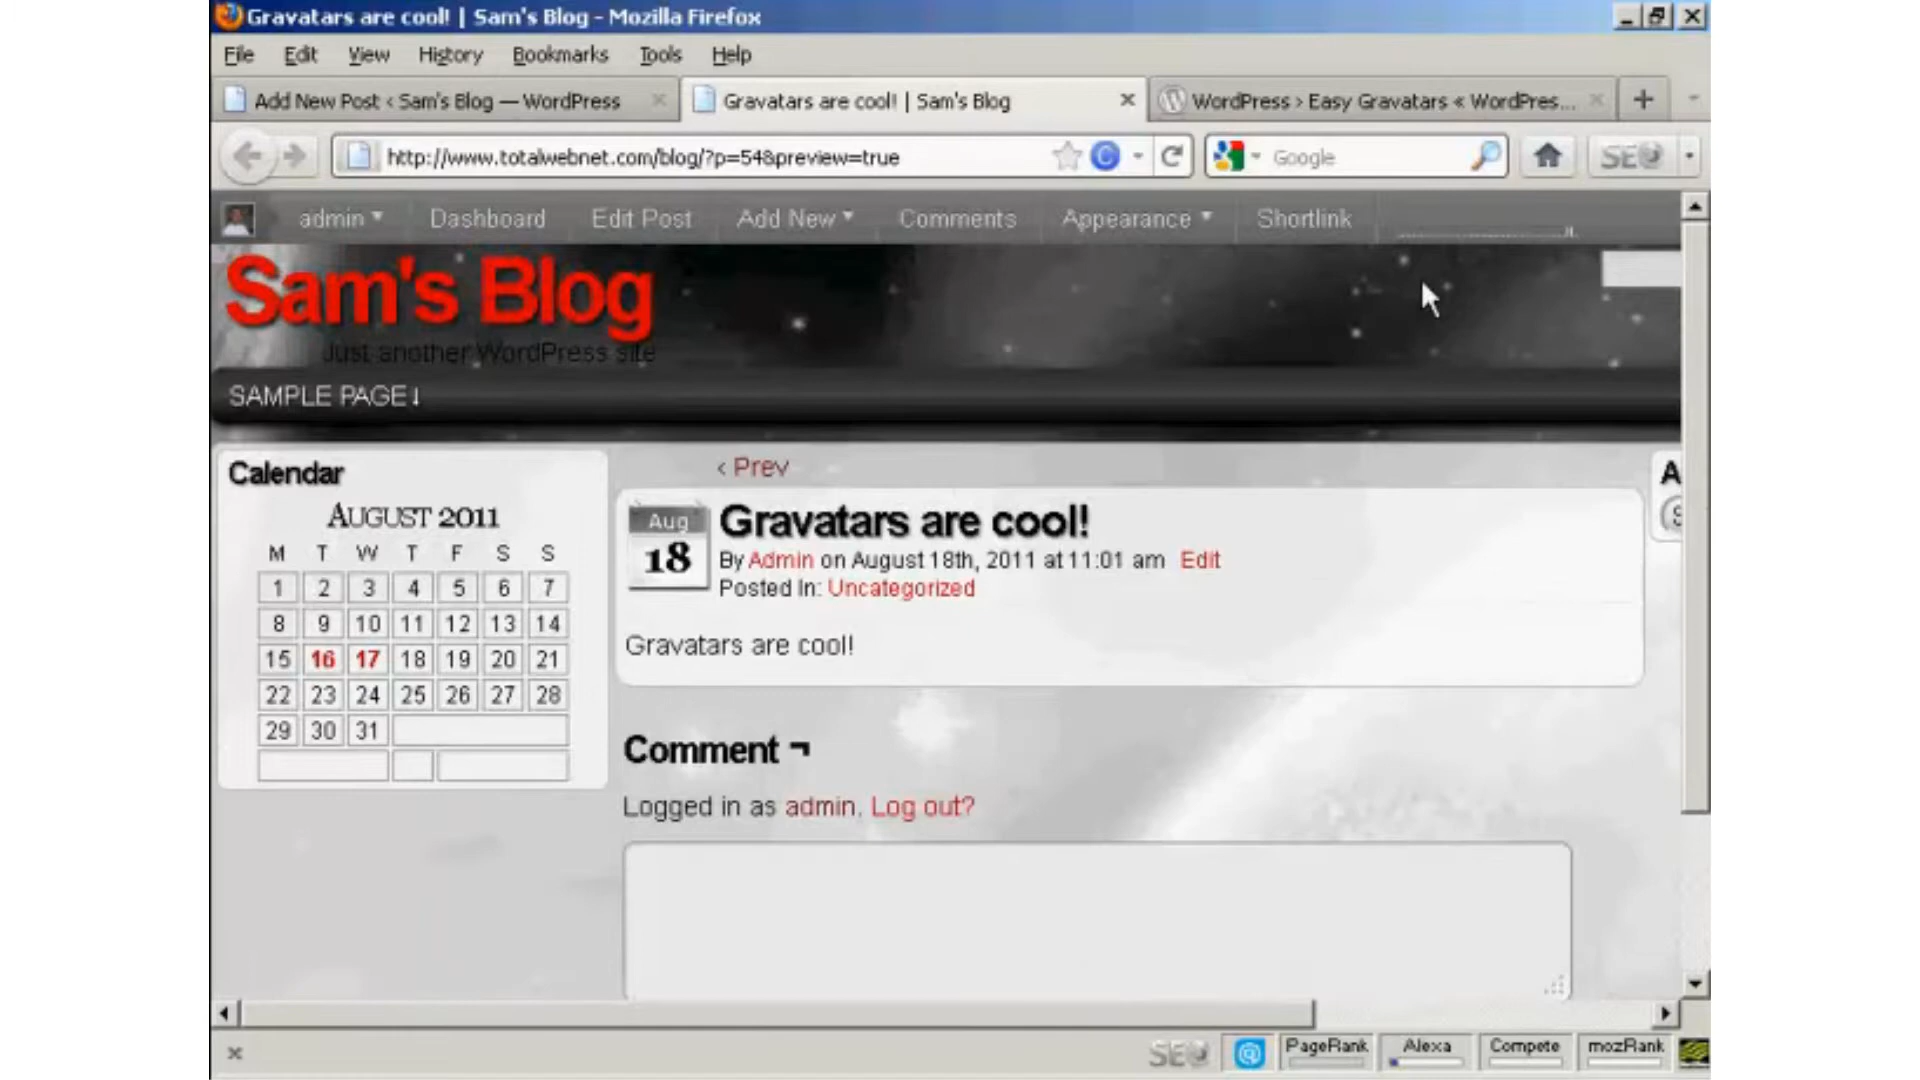 Gravatars are cool! | Sam's Blog - Mozilla Firefox
File Edit View History Bookmarks Tools Help
Add New Post ‹ Sam's Blog — WordPress
Gravatars are cool! | Sam's Blog
WordPress › Easy Gravatars « WordPres...
http://www.totalwebnet.com/blog/?p=54&preview=true
Google
SEO
admin Dashboard Edit Post Add New Comments Appearance Shortlink
Sam's Blog
Just another WordPress site
SAMPLE PAGE↓
Calendar
AUGUST 2011
M T W T F S S
1 2 3 4 5 6 7
8 9 10 11 12 13 14
15 16 17 18 19 20 21
22 23 24 25 26 27 28
29 30 31
‹ Prev
Aug
18
Gravatars are cool!
By Admin on August 18th, 2011 at 11:01 am Edit
Posted In: Uncategorized
Gravatars are cool!
Comment ¬
Logged in as admin. Log out?
A
SEO
PageRank Alexa Compete mozRank